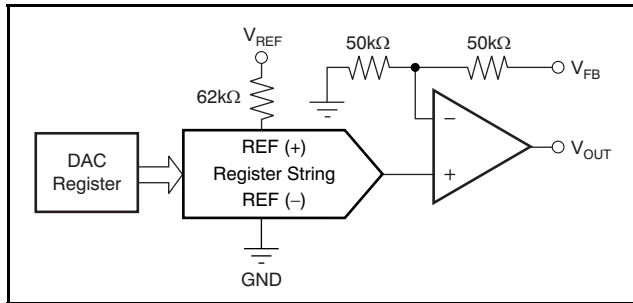 V_REF
62kΩ
50kΩ
50kΩ
V_FB
DAC
Register
REF (+)
Register String
REF (−)
GND
−
+
V_OUT